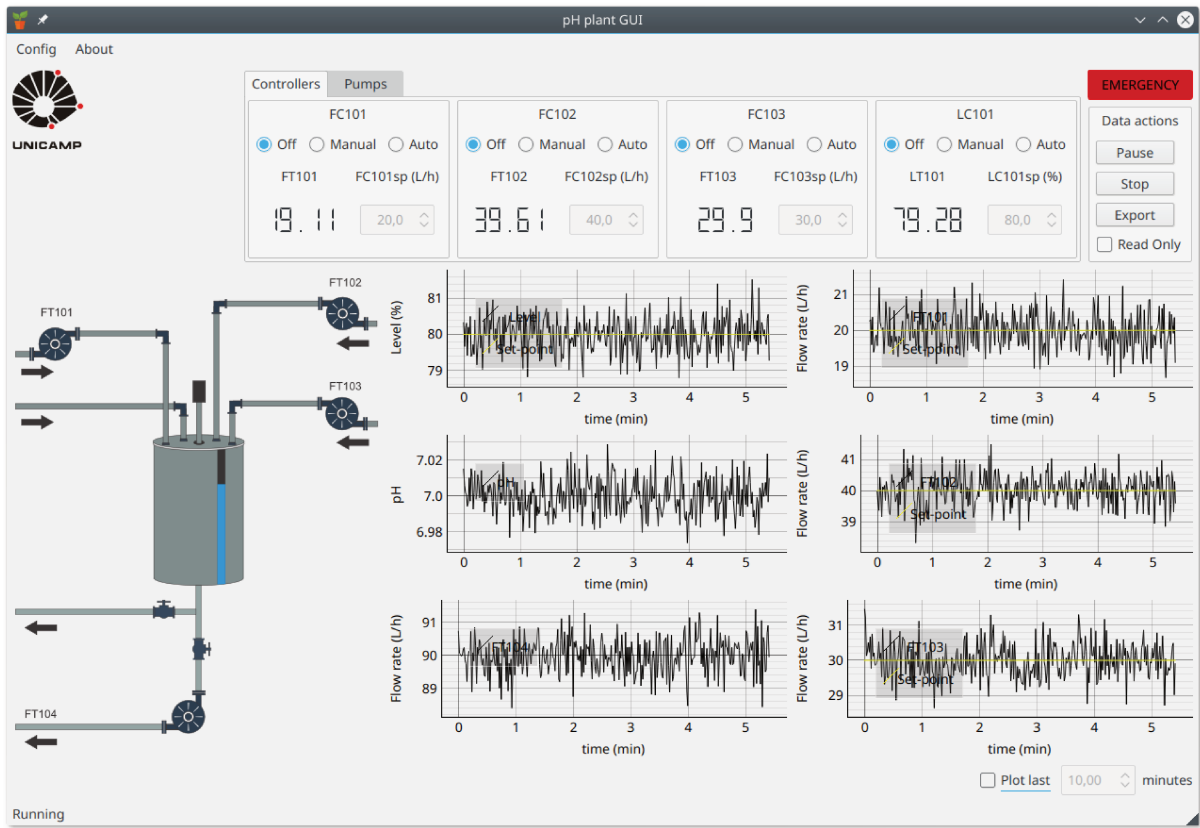 pH plant GUI
Config About
UNICAMP
Controllers Pumps
EMERGENCY
FC101
Off Manual Auto
FT101 FC101sp (L/h)
19.11 20,0
FC102
Off Manual Auto
FT102 FC102sp (L/h)
39.61 40,0
FC103
Off Manual Auto
FT103 FC103sp (L/h)
29.9 30,0
LC101
Off Manual Auto
LT101 LC101sp (%)
79.28 80,0
Data actions
Pause
Stop
Export
Read Only
FT101
FT102
FT103
FT104
Level (%)
81
80
79
Level
Set-point
0 1 2 3 4 5
time (min)
Flow rate (L/h)
21
20
19
FT101
Set-point
0 1 2 3 4 5
time (min)
pH
7.02
7.0
6.98
pH
0 1 2 3 4 5
time (min)
Flow rate (L/h)
41
40
39
FT102
Set-point
0 1 2 3 4 5
time (min)
Flow rate (L/h)
91
90
89
FT104
0 1 2 3 4 5
time (min)
Flow rate (L/h)
31
30
29
FT103
Set-point
0 1 2 3 4 5
time (min)
Plot last 10,00 minutes
Running